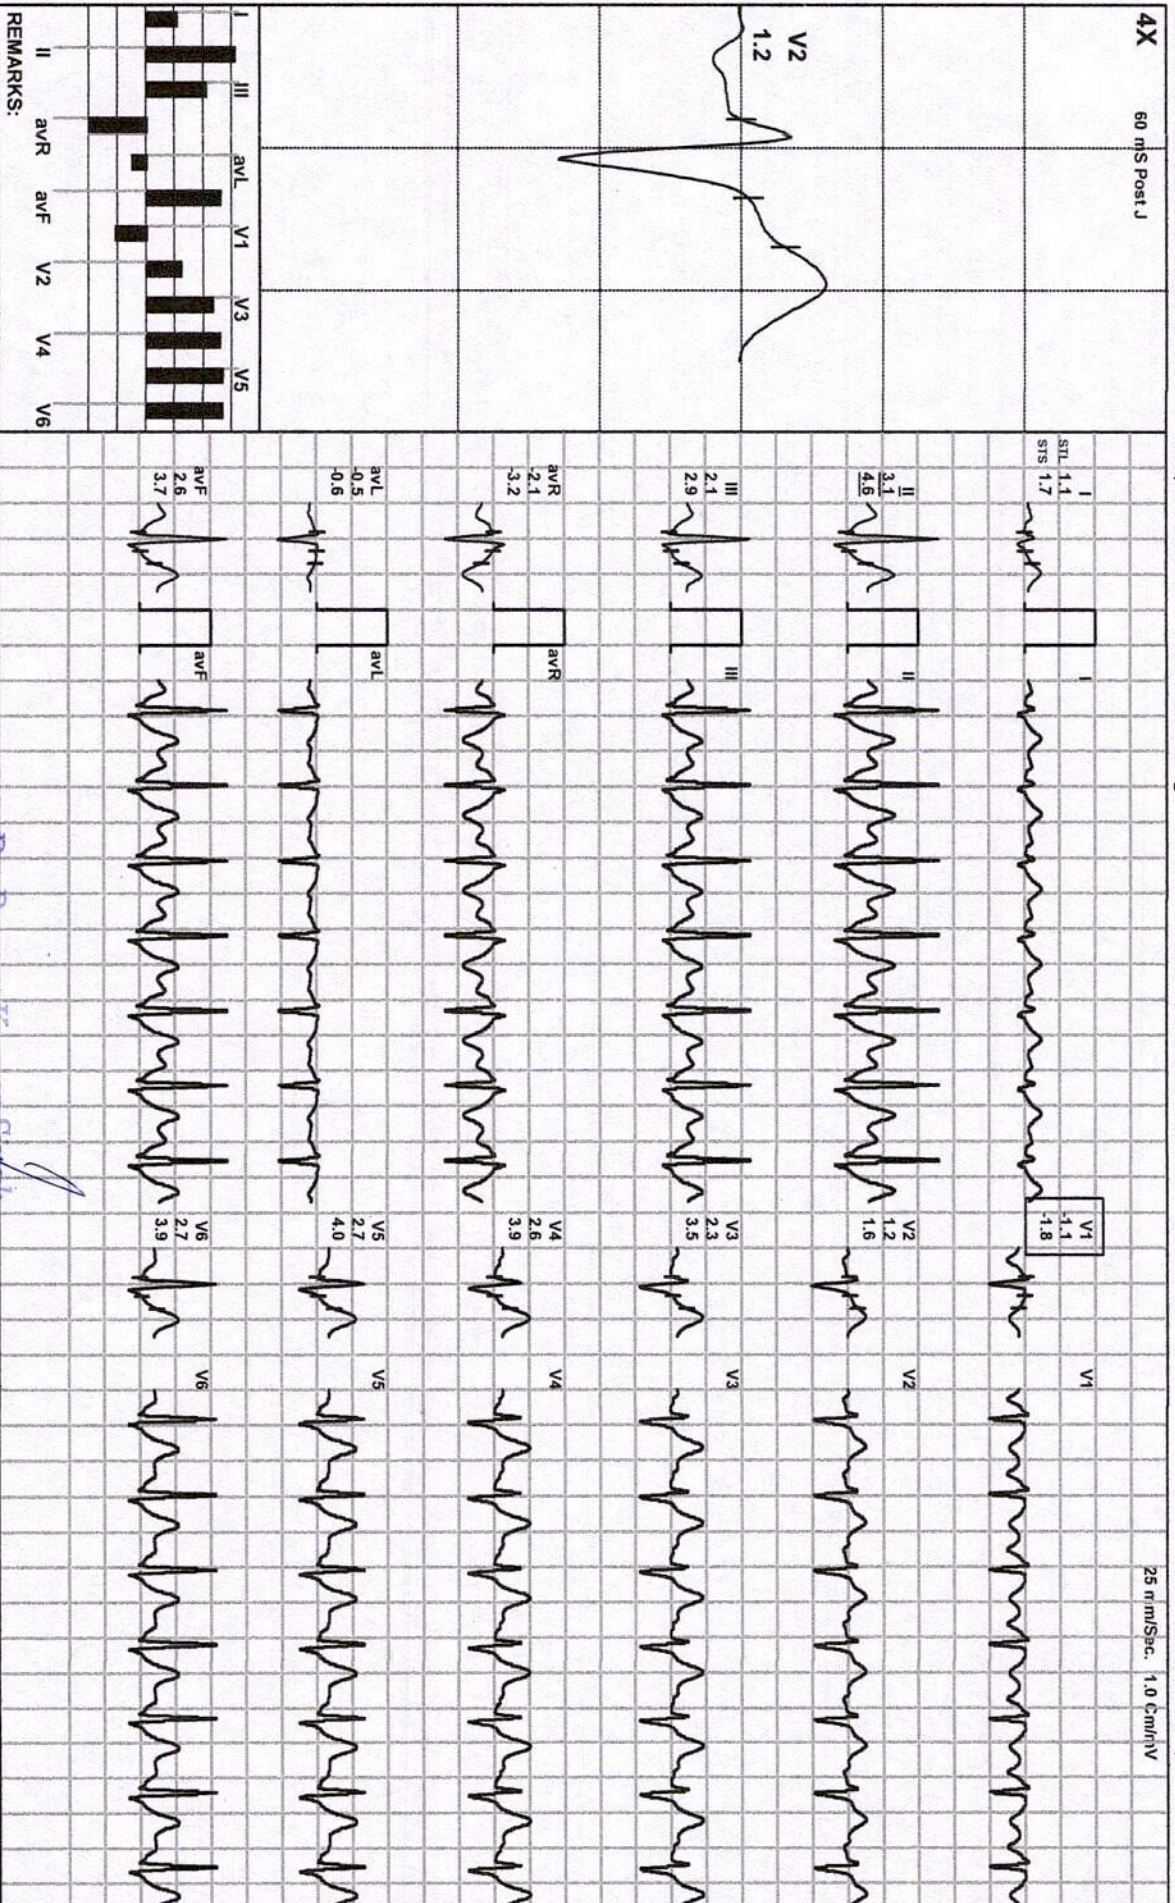 4X
60 mS Post J
25 mm/Sec. 1.0 Cm/mV
V2
1.2
I
STL 1.1
STS 1.7
I
V1
-1.1
-1.8
V1
II
3.1
4.6
II
V2
1.2
1.6
V2
III
2.1
2.9
III
V3
2.3
3.5
V3
avR
-2.1
-3.2
avR
V4
2.6
3.9
V4
avL
-0.5
-0.6
avL
V5
2.7
4.0
V5
avF
2.6
3.7
avF
V6
2.7
3.9
V6
I III avL V1 V3 V5
II avR avF V2 V4 V6
REMARKS: